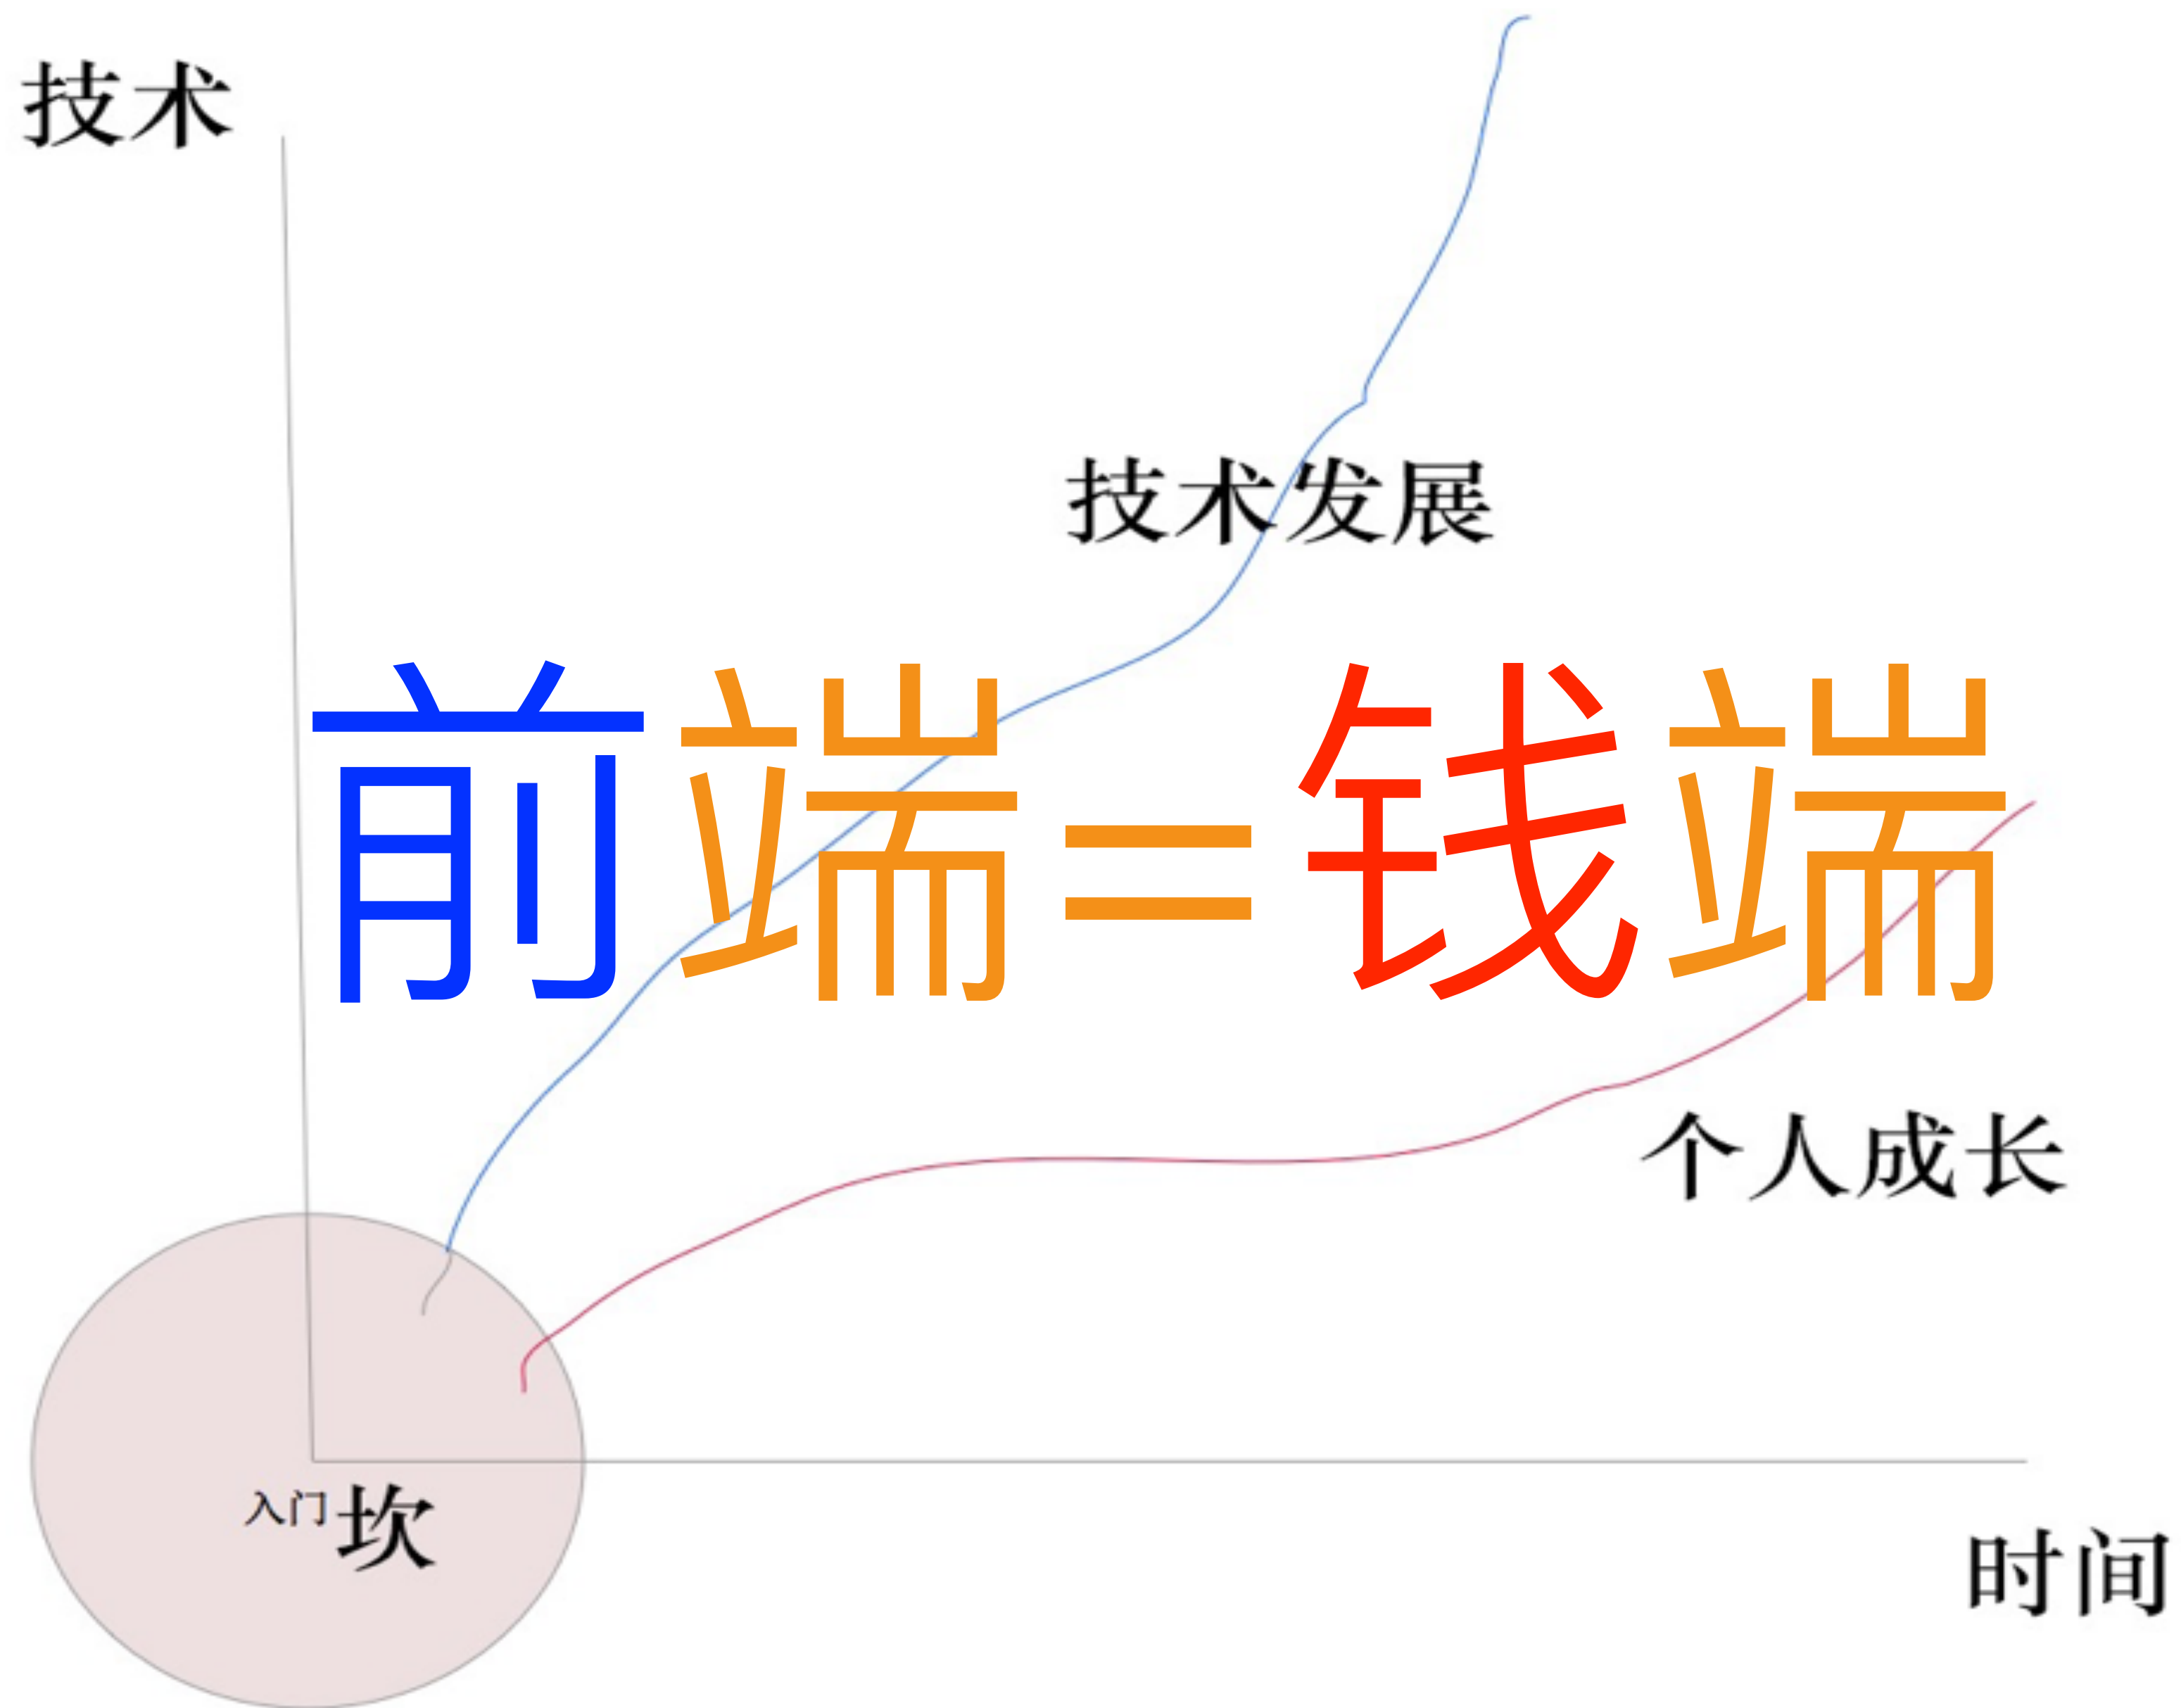 技术
技术发展
前端=钱端
个人成长
入门坎
时间